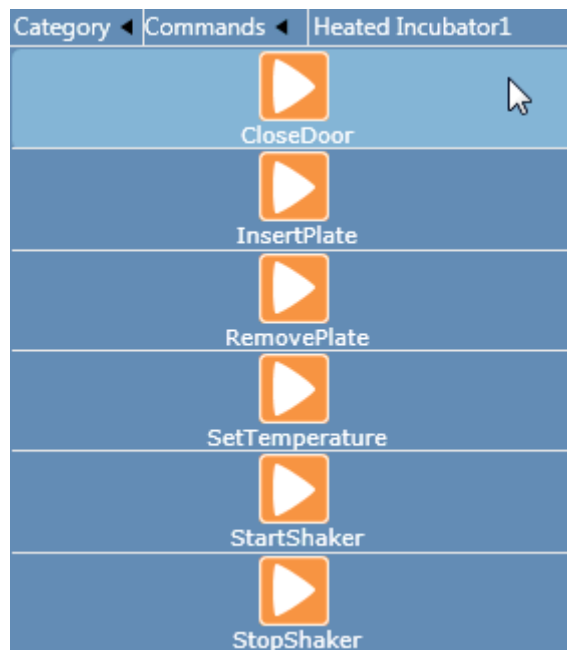 Category Commands Heated Incubator1
CloseDoor
InsertPlate
RemovePlate
SetTemperature
StartShaker
StopShaker